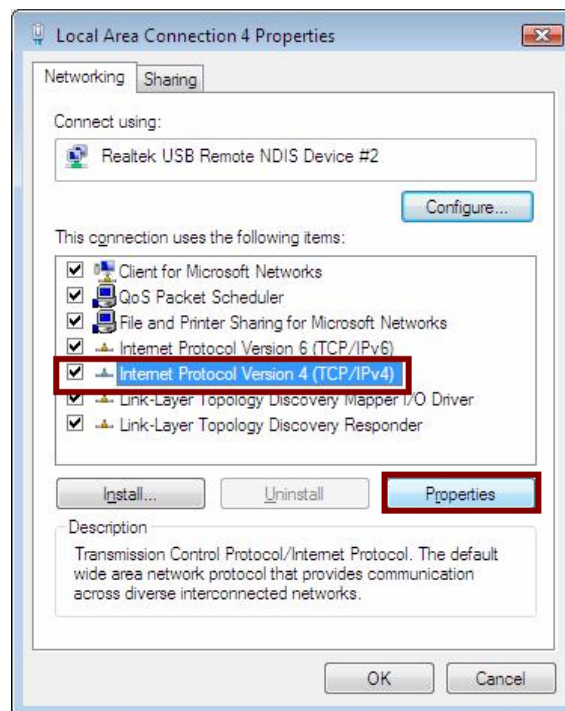 Local Area Connection 4 Properties
Networking
Sharing
Connect using:
Realtek USB Remote NDIS Device #2
Configure...
This connection uses the following items:
Client for Microsoft Networks
QoS Packet Scheduler
File and Printer Sharing for Microsoft Networks
Internet Protocol Version 6 (TCP/IPv6)
Internet Protocol Version 4 (TCP/IPv4)
Link-Layer Topology Discovery Mapper I/O Driver
Link-Layer Topology Discovery Responder
Install...
Uninstall
Properties
Description
Transmission Control Protocol/Internet Protocol. The default
wide area network protocol that provides communication
across diverse interconnected networks.
OK
Cancel